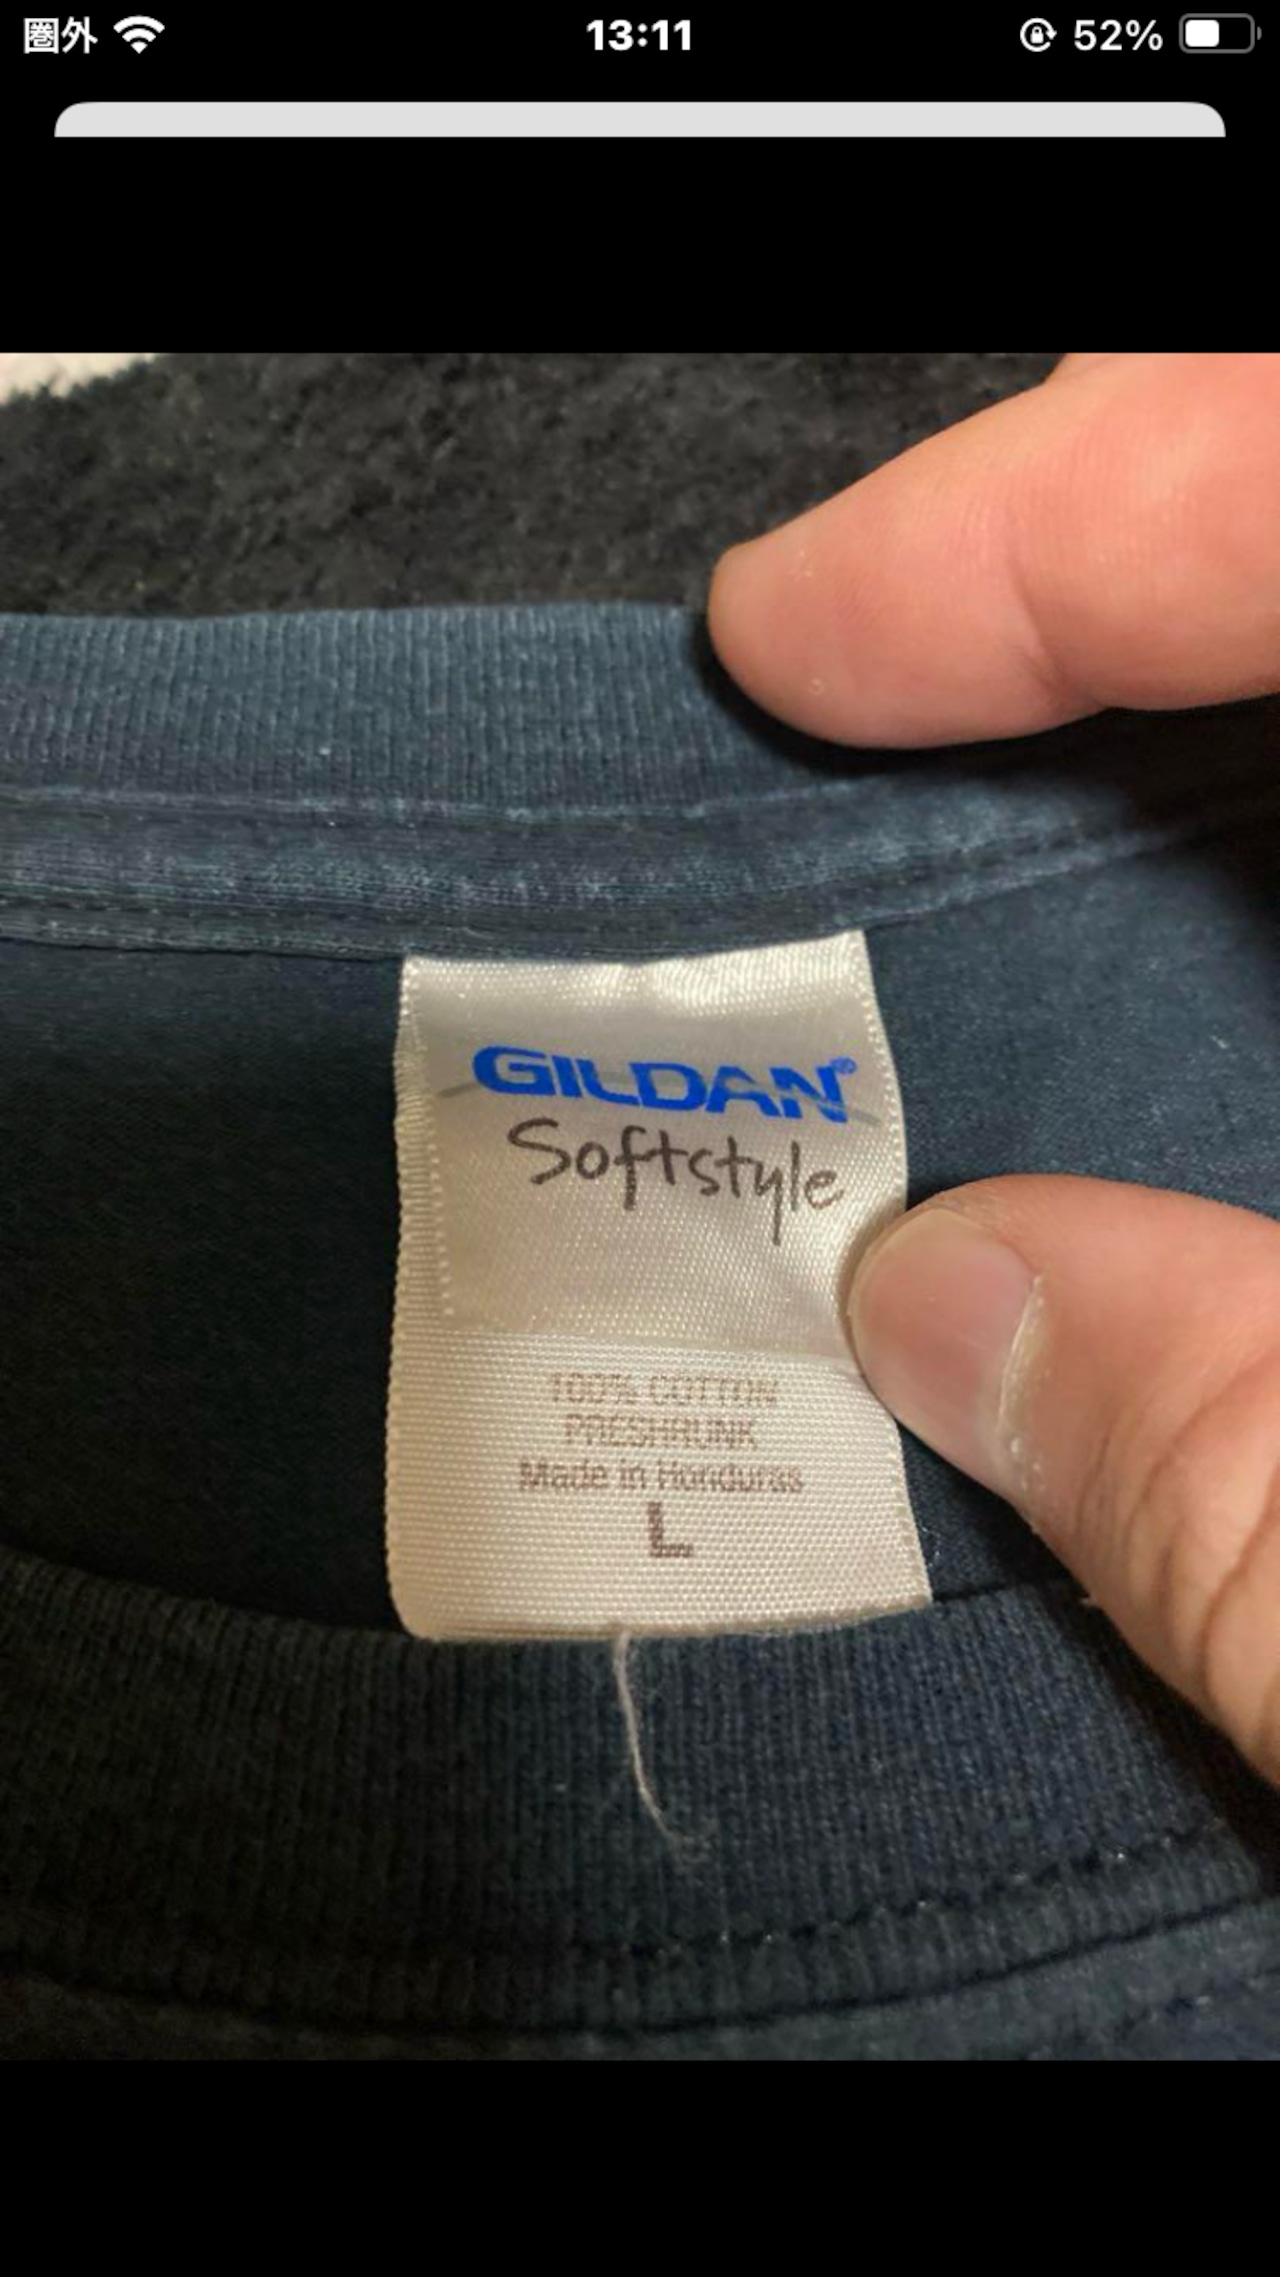 圏外 13:11 52%
GILDAN®
Softstyle
100% COTTON
PRESHRUNK
Made in Honduras
L